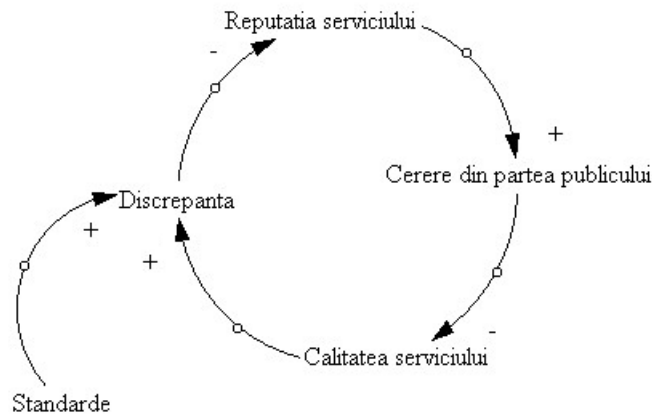 Reputatia serviciului
-
+
Cerere din partea publicului
Discrepanta
+
+
-
Calitatea serviciului
Standarde